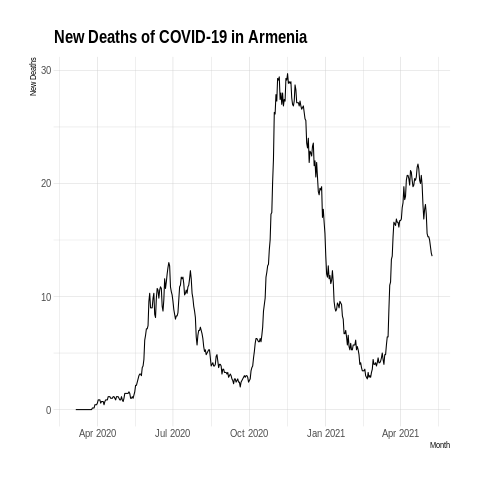 New Deaths of COVID-19 in Armenia
New Deaths
30
20
10
0
Apr 2020 Jul 2020 Oct 2020 Jan 2021 Apr 2021
Month